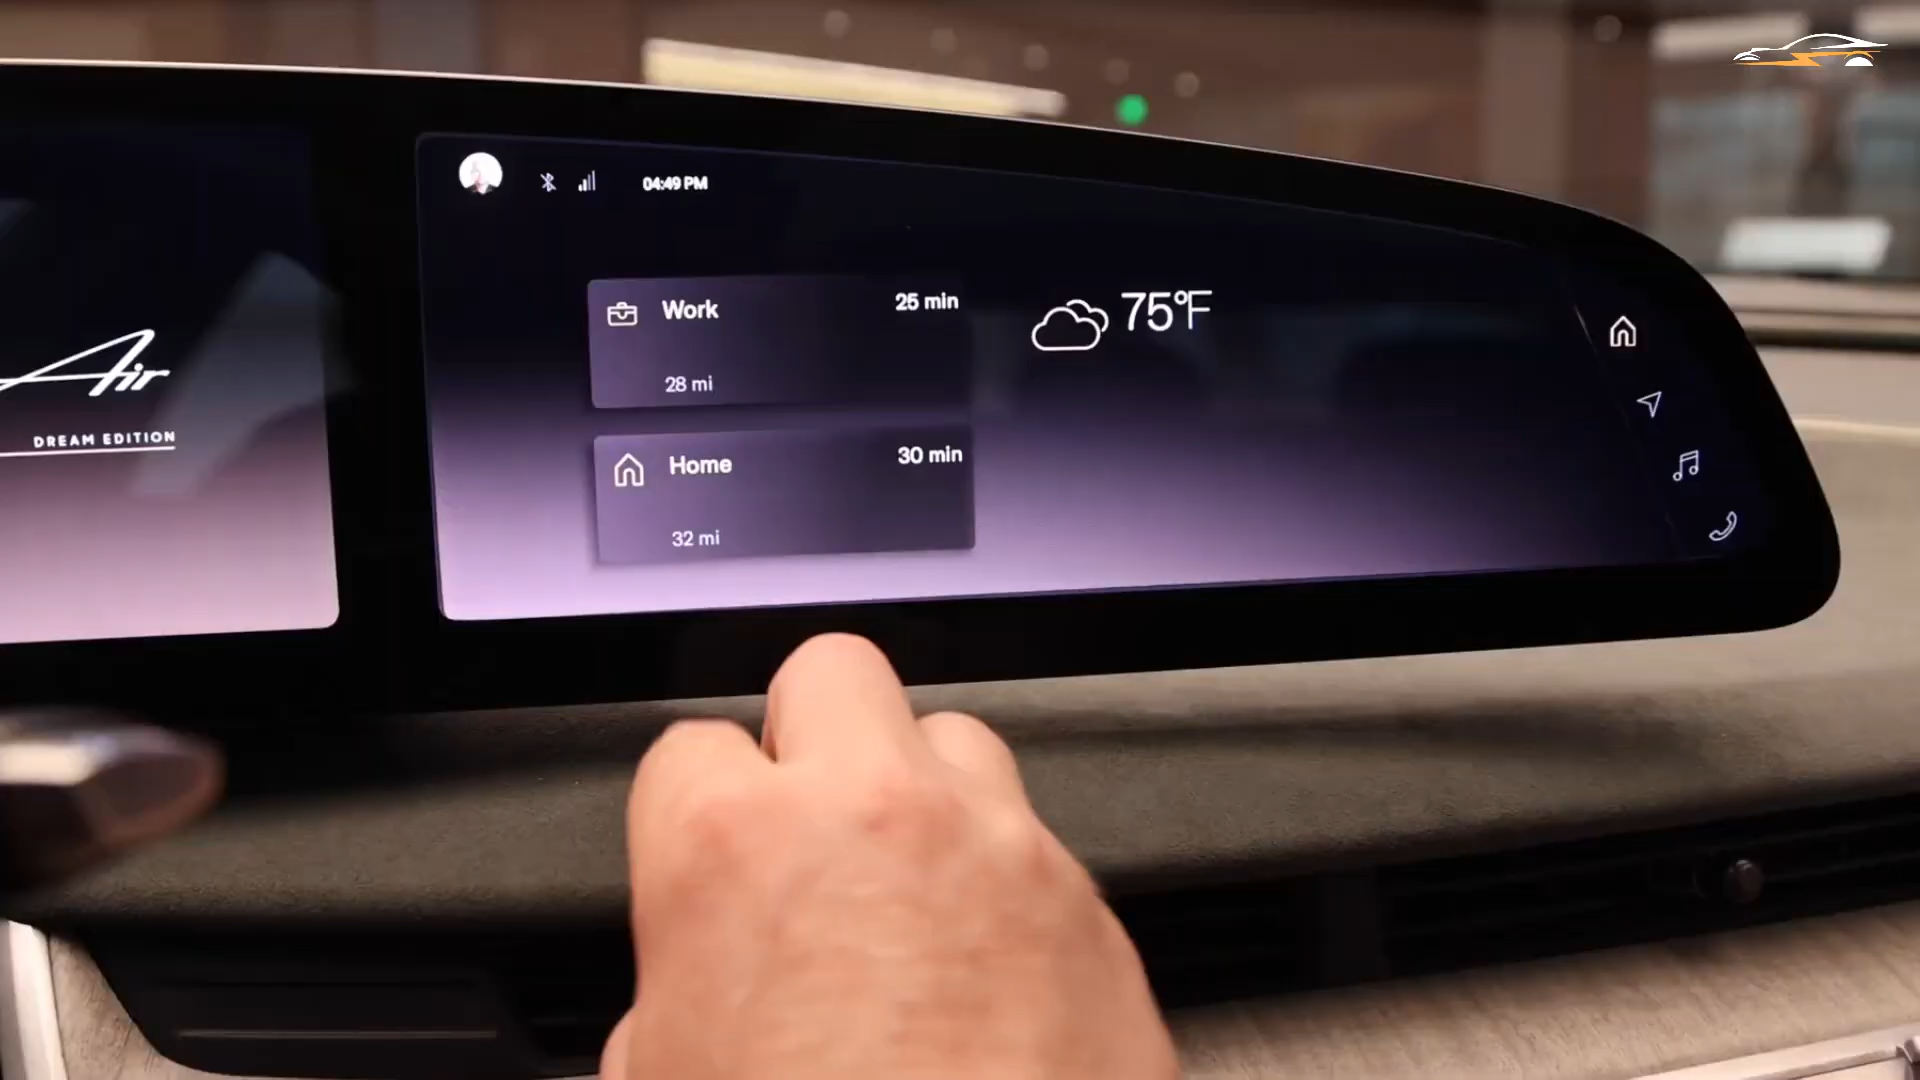 Air
DREAM EDITION
04:49 PM
Work
25 min
28 mi
Home
30 min
32 mi
75°F